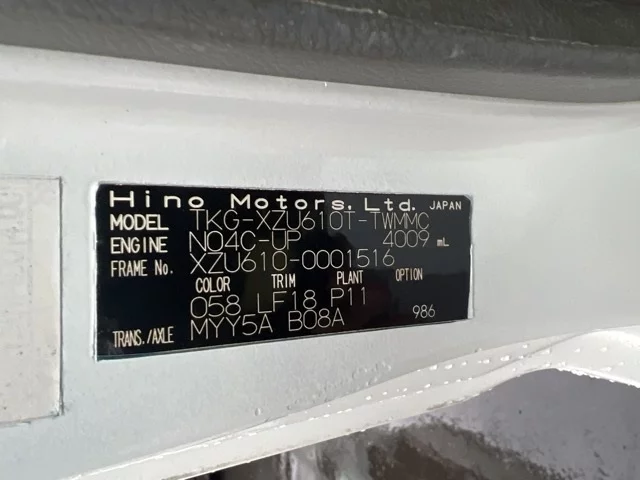 Hino Motors, Ltd. JAPAN
MODEL TKG-XZU610T-TWMMC
ENGINE N04C-UP 4009 mL
FRAME No. XZU610-0001516
COLOR TRIM PLANT OPTION
058 LF18 P11
TRANS./AXLE MYY5A B08A 986